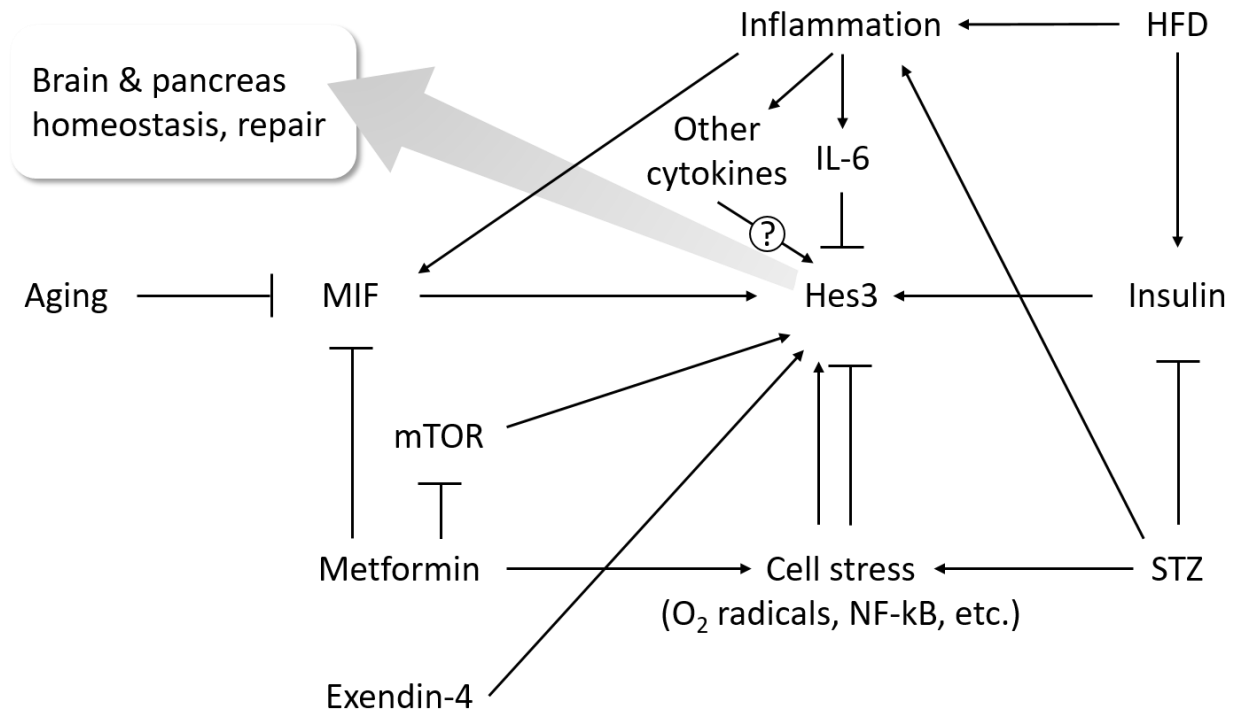 Inflammation
HFD
Brain & pancreas
homeostasis, repair
Other
cytokines
IL-6
?
Aging
MIF
Hes3
Insulin
mTOR
Metformin
Cell stress
(O₂ radicals, NF-kB, etc.)
STZ
Exendin-4